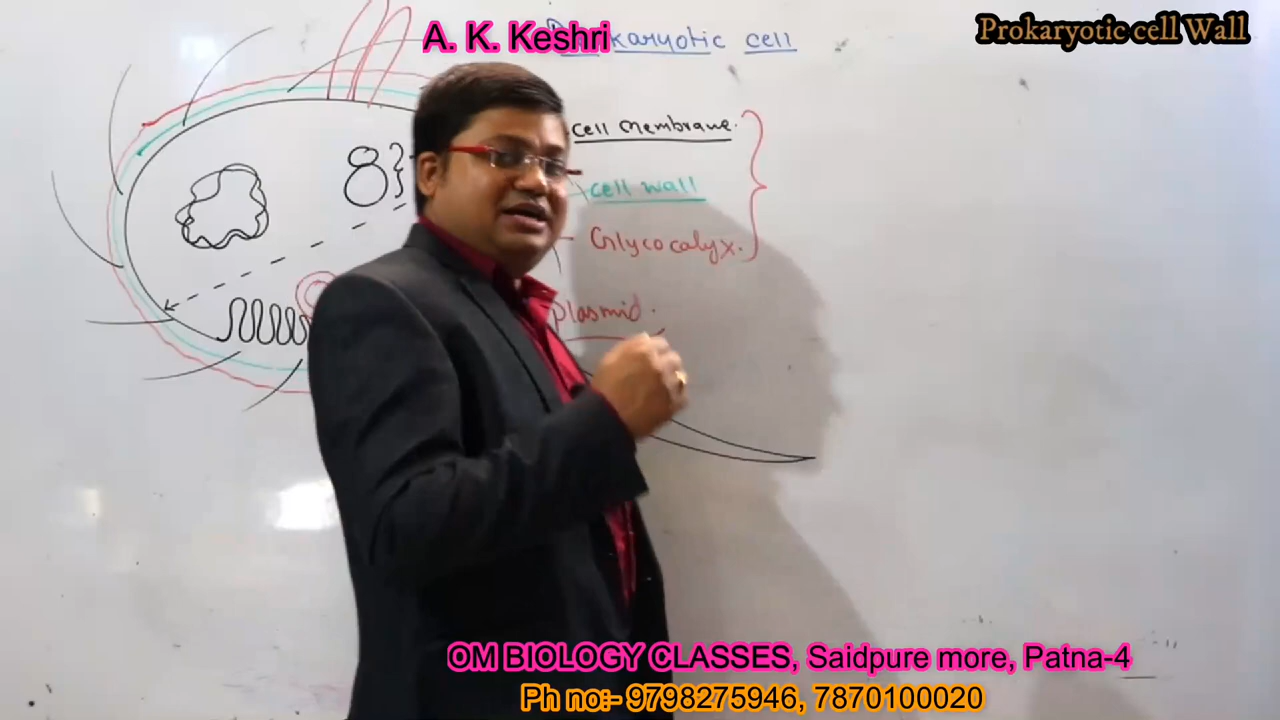 A. K. Keshri
karyotic cell
Prokaryotic cell Wall
8
cell membrane.
cell wall
Glycocalyx.
plasmid.
OM BIOLOGY CLASSES, Saidpure more, Patna-4
Ph no:- 9798275946, 7870100020